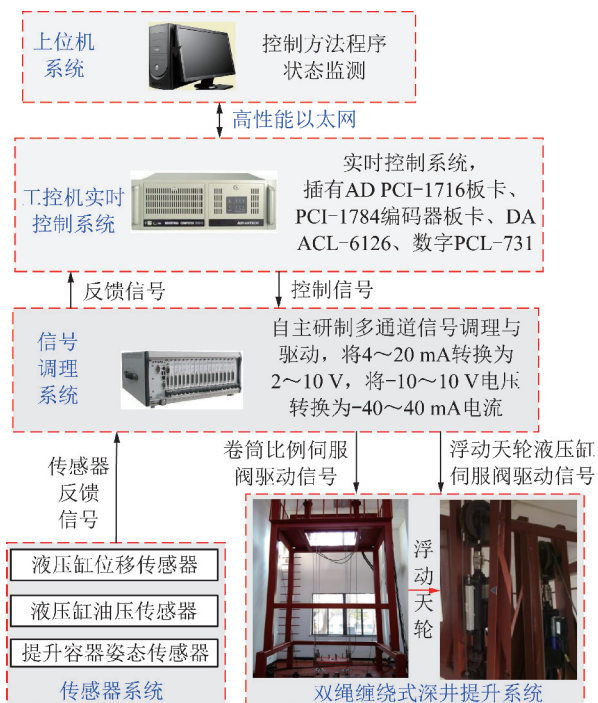 上位机
系统
控制方法程序
状态监测
高性能以太网
工控机实时
控制系统
实时控制系统，
插有AD PCI-1716板卡、
PCI-1784编码器板卡、DA
ACL-6126、数字PCL-731
反馈信号
控制信号
信号
调理
系统
自主研制多通道信号调理与
驱动，将4～20 mA转换为
2～10 V，将-10～10 V电压
转换为-40～40 mA电流
传感器
反馈
信号
卷筒比例伺服
阀驱动信号
浮动天轮液压缸
伺服阀驱动信号
液压缸位移传感器
液压缸油压传感器
提升容器姿态传感器
传感器系统
浮
动
天
轮
双绳缠绕式深井提升系统